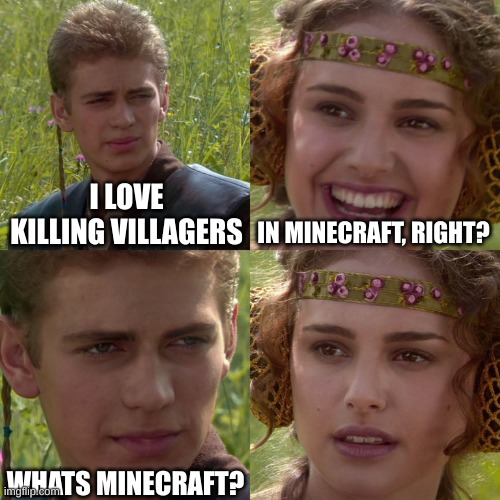 I LOVE
KILLING VILLAGERS
IN MINECRAFT, RIGHT?
WHATS MINECRAFT?
imgflip.com